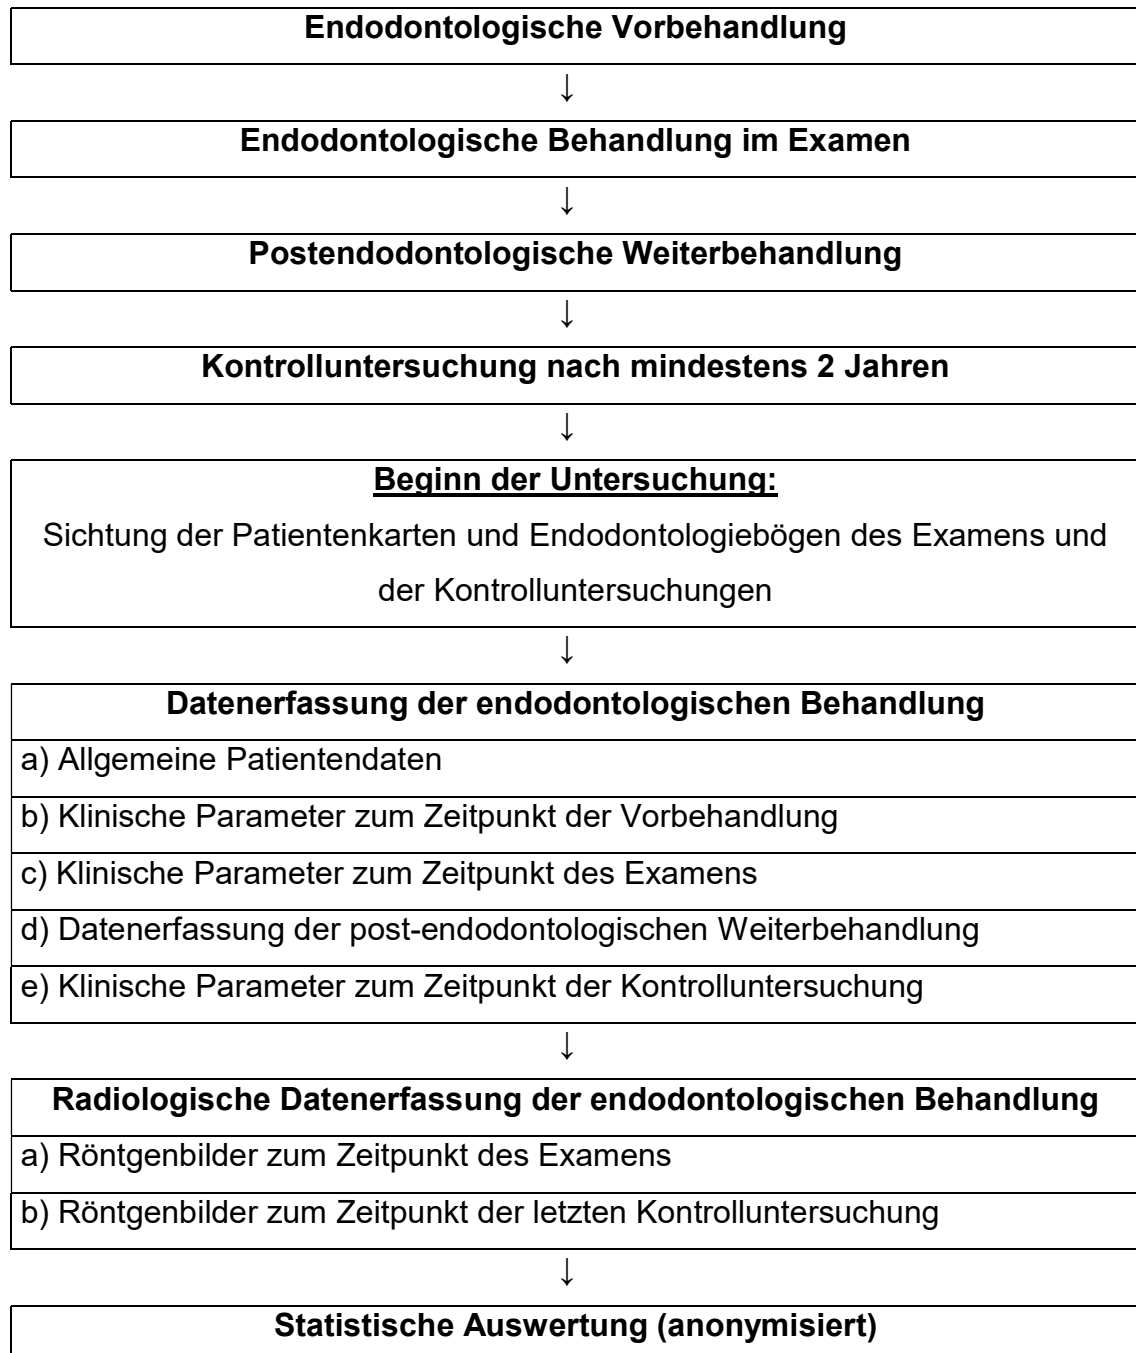 Endodontologische Vorbehandlung
↓
Endodontologische Behandlung im Examen
↓
Postendodontologische Weiterbehandlung
↓
Kontrolluntersuchung nach mindestens 2 Jahren
↓
Beginn der Untersuchung:
Sichtung der Patientenkarten und Endodontologiebögen des Examens und
der Kontrolluntersuchungen
↓
Datenerfassung der endodontologischen Behandlung
a) Allgemeine Patientendaten
b) Klinische Parameter zum Zeitpunkt der Vorbehandlung
c) Klinische Parameter zum Zeitpunkt des Examens
d) Datenerfassung der post-endodontologischen Weiterbehandlung
e) Klinische Parameter zum Zeitpunkt der Kontrolluntersuchung
↓
Radiologische Datenerfassung der endodontologischen Behandlung
a) Röntgenbilder zum Zeitpunkt des Examens
b) Röntgenbilder zum Zeitpunkt der letzten Kontrolluntersuchung
↓
Statistische Auswertung (anonymisiert)